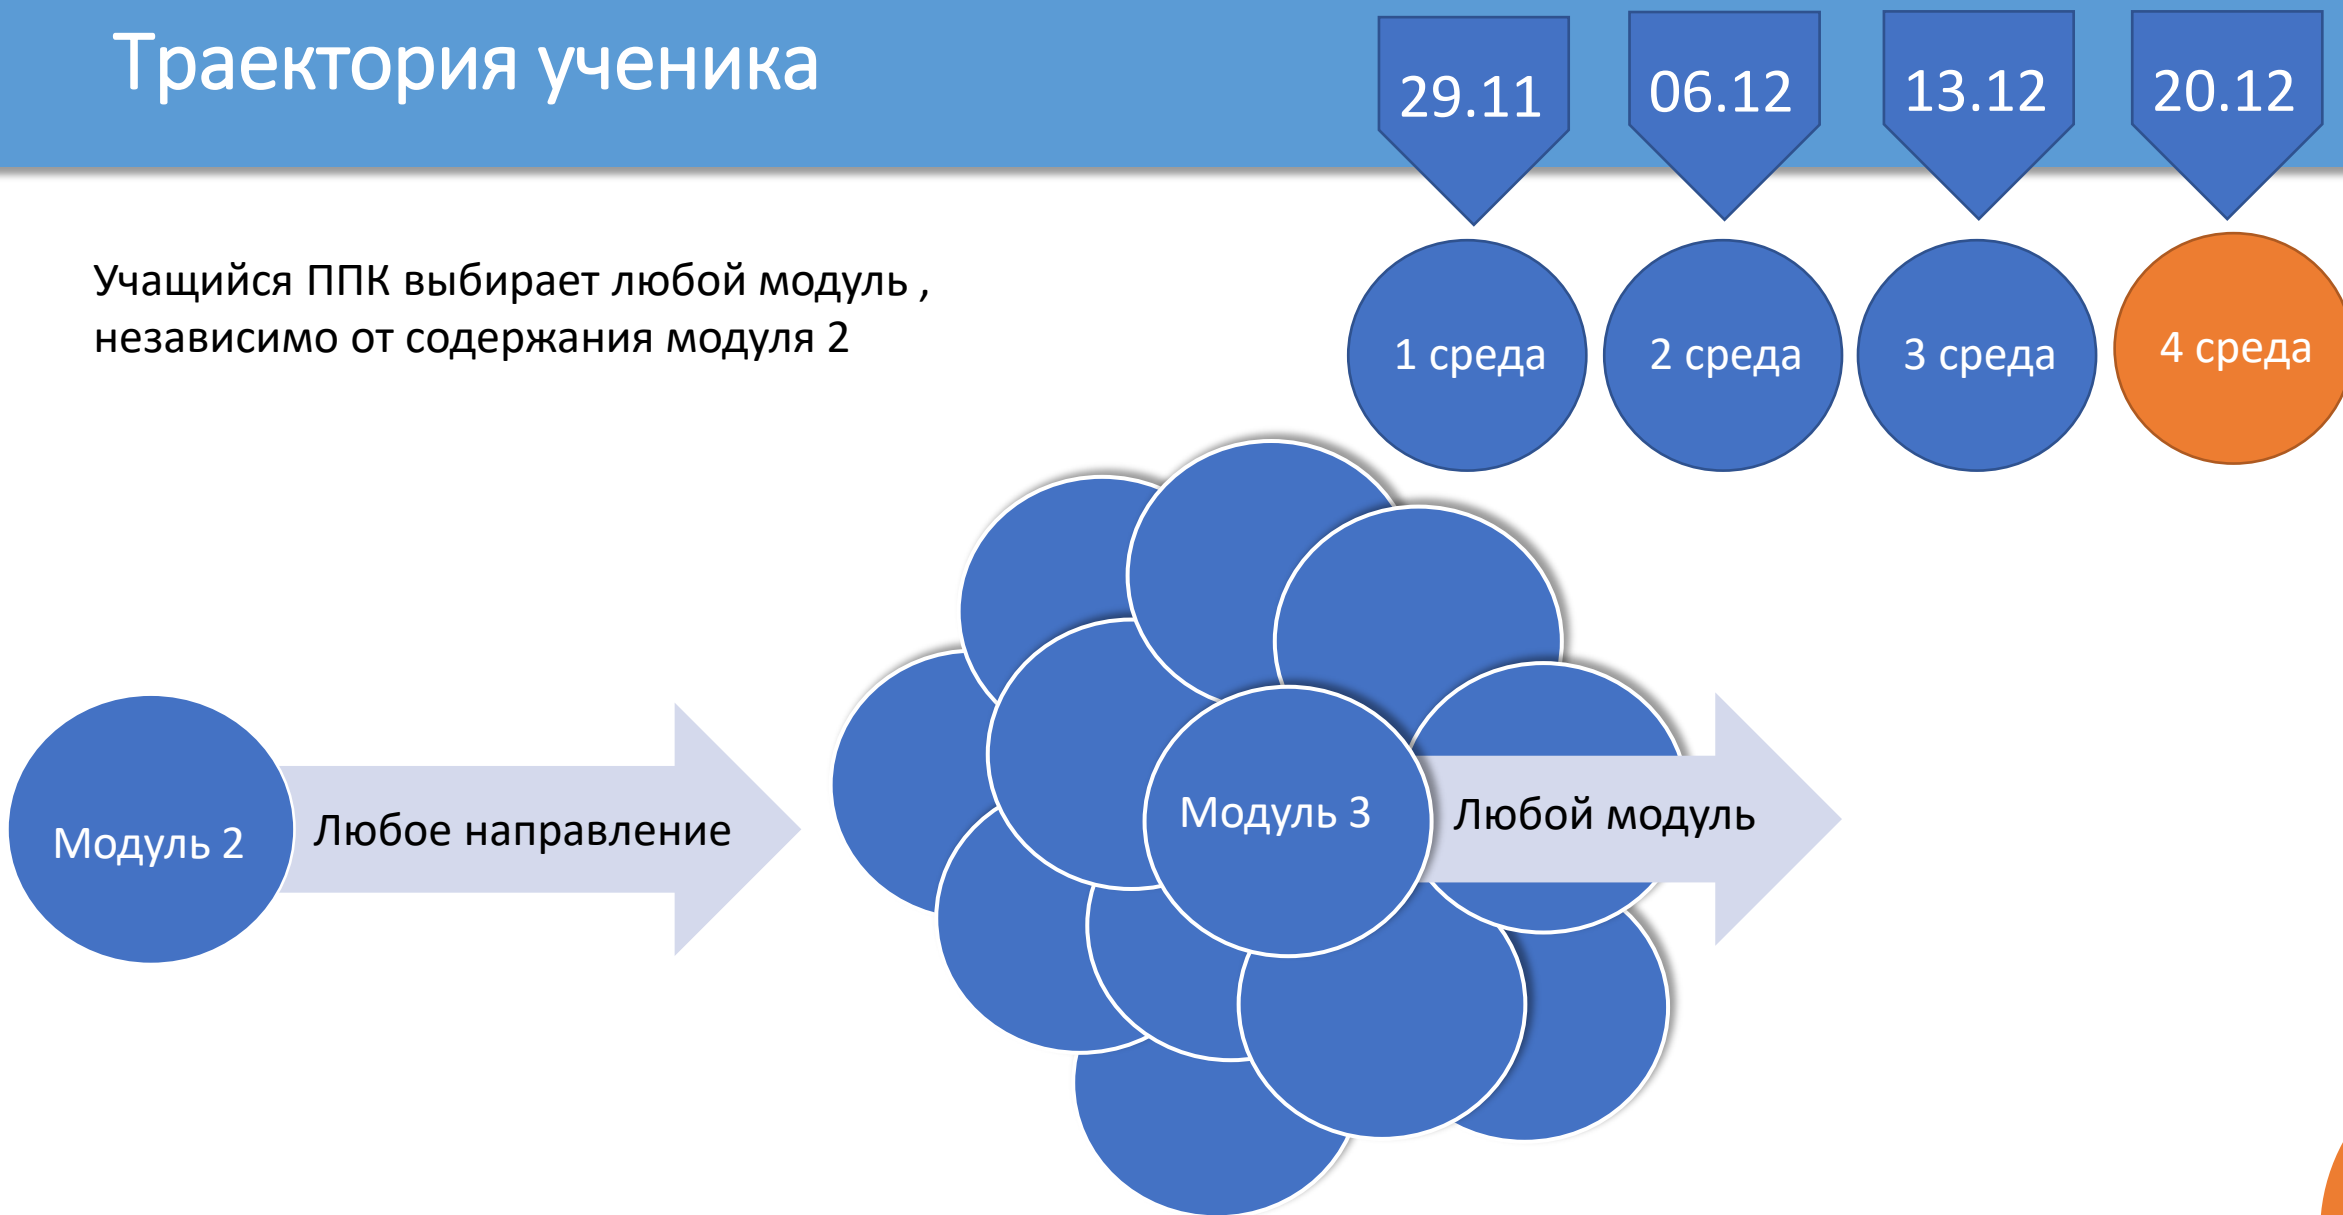 Траектория ученика
29.11
06.12
13.12
20.12
1 среда
2 среда
3 среда
4 среда
Учащийся ППК выбирает любой модуль ,
независимо от содержания модуля 2
Модуль 2
Любое направление
Модуль 3
Любой модуль